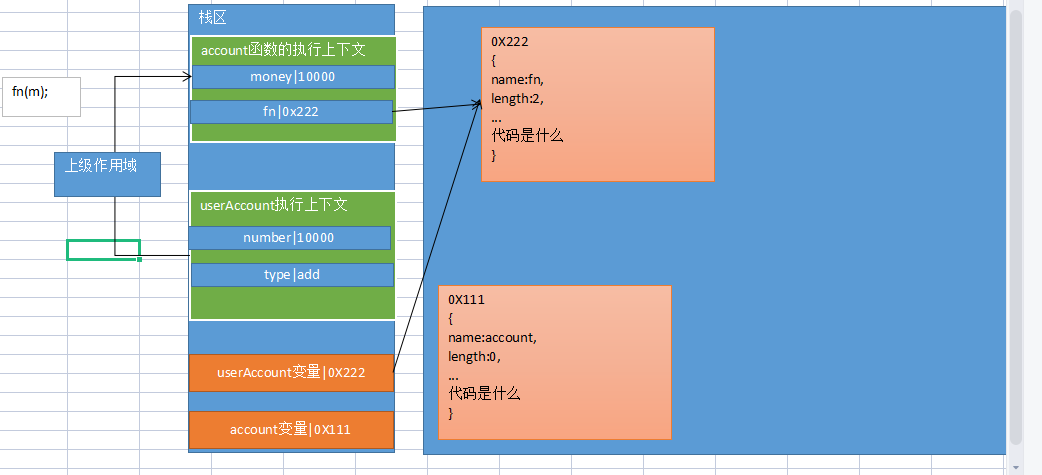 栈区
account函数的执行上下文
money|10000
fn|0x222
fn(m);
上级作用域
userAccount执行上下文
number|10000
type|add
userAccount变量|0X222
account变量|0X111
0X222
{
name:fn,
length:2,
...
代码是什么
}
0X111
{
name:account,
length:0,
...
代码是什么
}